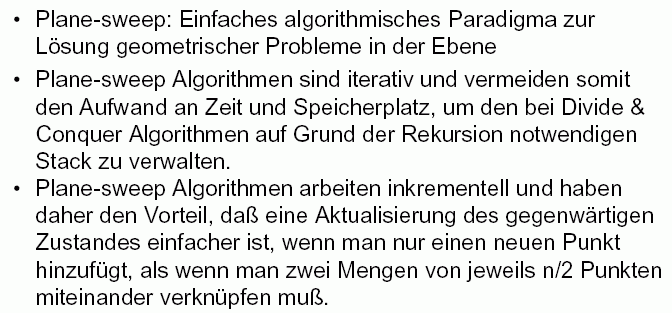 • Plane-sweep: Einfaches algorithmisches Paradigma zur
Lösung geometrischer Probleme in der Ebene
• Plane-sweep Algorithmen sind iterativ und vermeiden somit
den Aufwand an Zeit und Speicherplatz, um den bei Divide &
Conquer Algorithmen auf Grund der Rekursion notwendigen
Stack zu verwalten.
• Plane-sweep Algorithmen arbeiten inkrementell und haben
daher den Vorteil, daß eine Aktualisierung des gegenwärtigen
Zustandes einfacher ist, wenn man nur einen neuen Punkt
hinzufügt, als wenn man zwei Mengen von jeweils n/2 Punkten
miteinander verknüpfen muß.